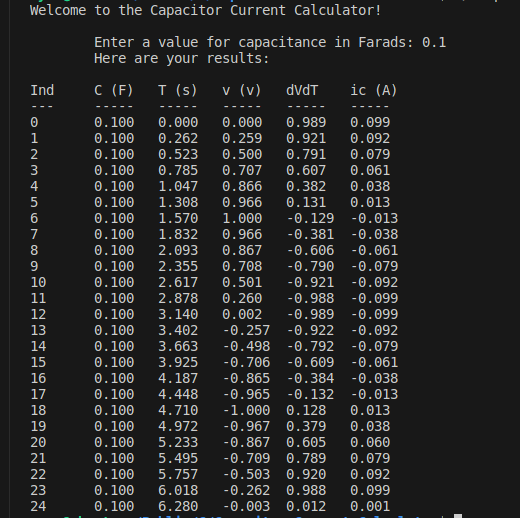 Welcome to the Capacitor Current Calculator!
Enter a value for capacitance in Farads: 0.1
Here are your results:
Ind C (F) T (s) v (v) dVdT ic (A)
--- ----- ----- ----- ----- -----
0 0.100 0.000 0.000 0.989 0.099
1 0.100 0.262 0.259 0.921 0.092
2 0.100 0.523 0.500 0.791 0.079
3 0.100 0.785 0.707 0.607 0.061
4 0.100 1.047 0.866 0.382 0.038
5 0.100 1.308 0.966 0.131 0.013
6 0.100 1.570 1.000 -0.129 -0.013
7 0.100 1.832 0.966 -0.381 -0.038
8 0.100 2.093 0.867 -0.606 -0.061
9 0.100 2.355 0.708 -0.790 -0.079
10 0.100 2.617 0.501 -0.921 -0.092
11 0.100 2.878 0.260 -0.988 -0.099
12 0.100 3.140 0.002 -0.989 -0.099
13 0.100 3.402 -0.257 -0.922 -0.092
14 0.100 3.663 -0.498 -0.792 -0.079
15 0.100 3.925 -0.706 -0.609 -0.061
16 0.100 4.187 -0.865 -0.384 -0.038
17 0.100 4.448 -0.965 -0.132 -0.013
18 0.100 4.710 -1.000 0.128 0.013
19 0.100 4.972 -0.967 0.379 0.038
20 0.100 5.233 -0.867 0.605 0.060
21 0.100 5.495 -0.709 0.789 0.079
22 0.100 5.757 -0.503 0.920 0.092
23 0.100 6.018 -0.262 0.988 0.099
24 0.100 6.280 -0.003 0.012 0.001